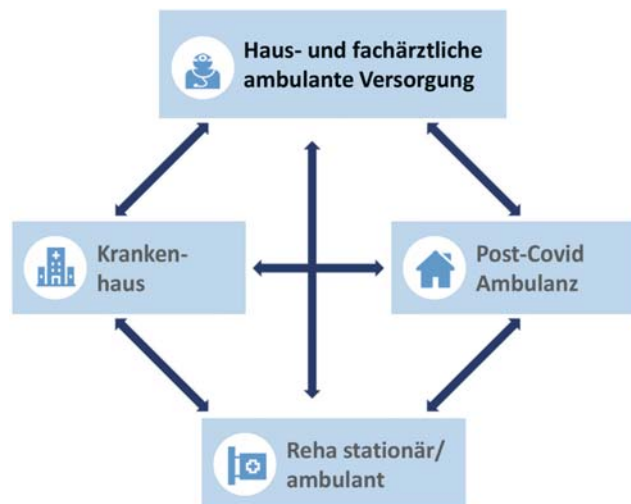 Haus- und fachärztliche
ambulante Versorgung
Kranken-
haus
Post-Covid
Ambulanz
Reha stationär/
ambulant